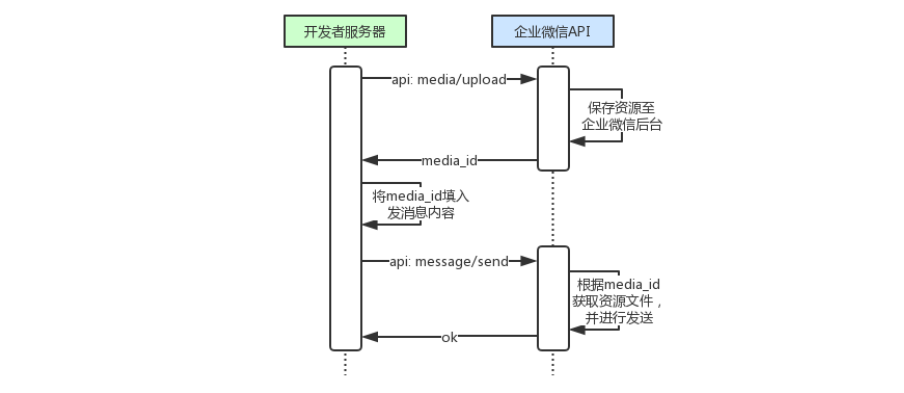 开发者服务器
企业微信API
api: media/upload
保存资源至
企业微信后台
media_id
将media_id填入
发消息内容
api: message/send
根据media_id
获取资源文件，
并进行发送
ok